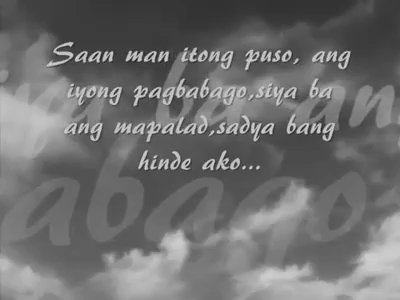 Saan man itong puso, ang
iyong pagbabago,siya ba
ang mapalad,sadya bang
hinde ako...